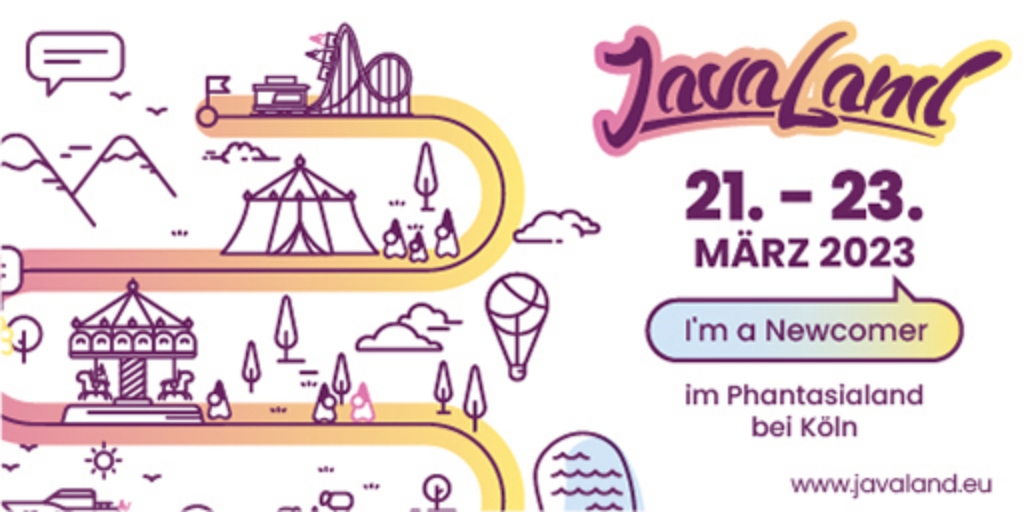 JavaLand
21. – 23.
MÄRZ 2023
I'm a Newcomer
im Phantasialand
bei Köln
www.javaland.eu